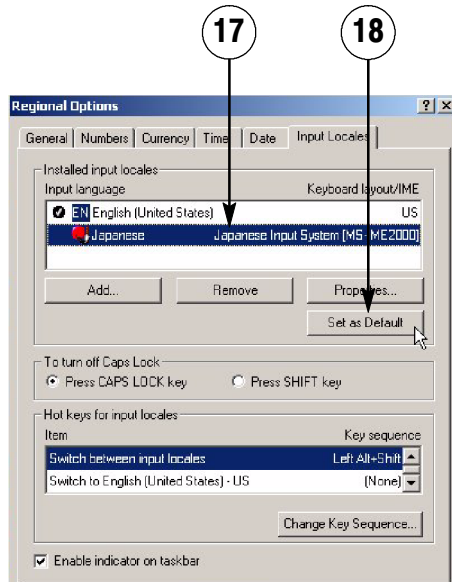 17 18
Regional Options
General Numbers Currency Time Date Input Locales
Installed input locales
Input language Keyboard layout/IME
EN English (United States) US
Japanese Japanese Input System (MS-IME2000)
Add... Remove Properties...
Set as Default
To turn off Caps Lock
Press CAPS LOCK key Press SHIFT key
Hot keys for input locales
Item Key sequence
Switch between input locales Left Alt+Shift
Switch to English (United States) - US (None)
Change Key Sequence...
Enable indicator on taskbar